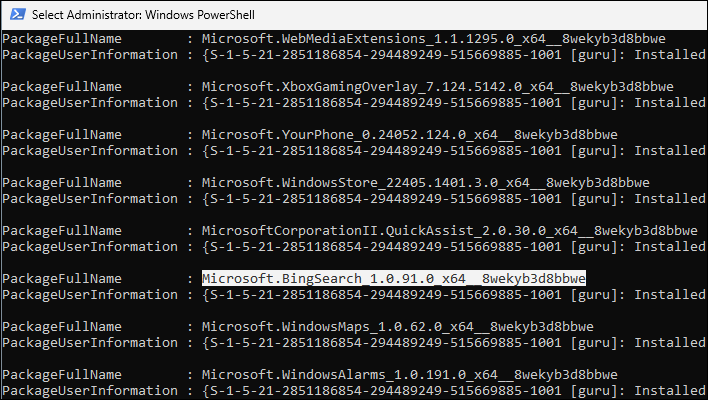 Select Administrator: Windows PowerShell
PackageFullName : Microsoft.WebMediaExtensions_1.1.1295.0_x64__8wekyb3d8bbwe
PackageUserInformation : {S-1-5-21-2851186854-294489249-515669885-1001 [guru]: Installed
PackageFullName : Microsoft.XboxGamingOverlay_7.124.5142.0_x64__8wekyb3d8bbwe
PackageUserInformation : {S-1-5-21-2851186854-294489249-515669885-1001 [guru]: Installed
PackageFullName : Microsoft.YourPhone_0.24052.124.0_x64__8wekyb3d8bbwe
PackageUserInformation : {S-1-5-21-2851186854-294489249-515669885-1001 [guru]: Installed
PackageFullName : Microsoft.WindowsStore_22405.1401.3.0_x64__8wekyb3d8bbwe
PackageUserInformation : {S-1-5-21-2851186854-294489249-515669885-1001 [guru]: Installed
PackageFullName : MicrosoftCorporationII.QuickAssist_2.0.30.0_x64__8wekyb3d8bbwe
PackageUserInformation : {S-1-5-21-2851186854-294489249-515669885-1001 [guru]: Installed
PackageFullName : Microsoft.BingSearch_1.0.91.0_x64__8wekyb3d8bbwe
PackageUserInformation : {S-1-5-21-2851186854-294489249-515669885-1001 [guru]: Installed
PackageFullName : Microsoft.WindowsMaps_1.0.62.0_x64__8wekyb3d8bbwe
PackageUserInformation : {S-1-5-21-2851186854-294489249-515669885-1001 [guru]: Installed
PackageFullName : Microsoft.WindowsAlarms_1.0.191.0_x64__8wekyb3d8bbwe
PackageUserInformation : {S-1-5-21-2851186854-294489249-515669885-1001 [guru]: Installed